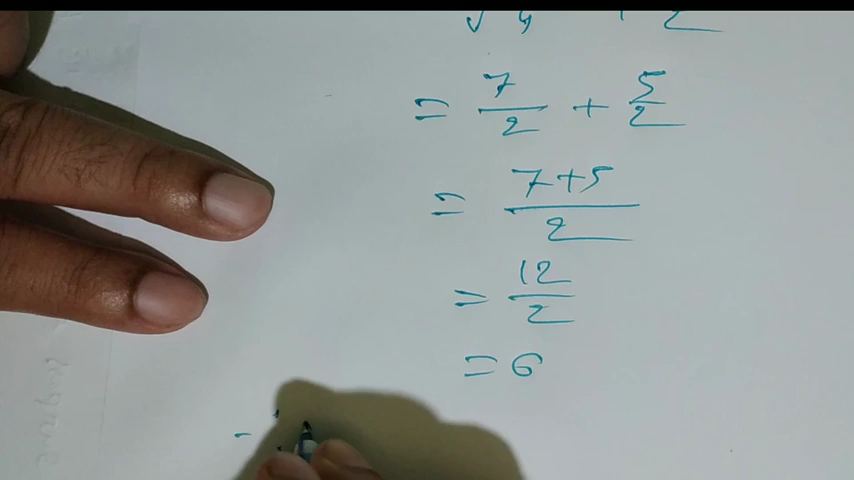 = 7/2 + 5/2
= 7+5/2
= 12/2
= 6